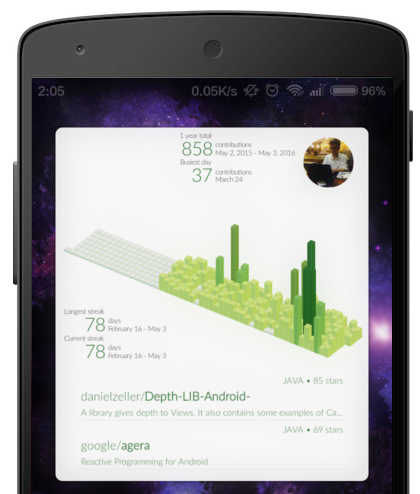 2:05 0.05K/s 96%
1 year total
858 contributions
May 2, 2015 - May 3, 2016
Busiest day
37 contributions
March 24
Longest streak
78 days
February 16 - May 3
Current streak
78 days
February 16 - May 3
JAVA • 85 stars
danielzeller/Depth-LIB-Android-
A library gives depth to Views. It also contains some examples of Ca...
JAVA • 69 stars
google/agera
Reactive Programming for Android